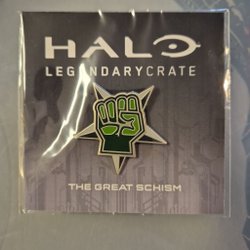 HALO
LEGENDARYCRATE
THE GREAT SCHISM